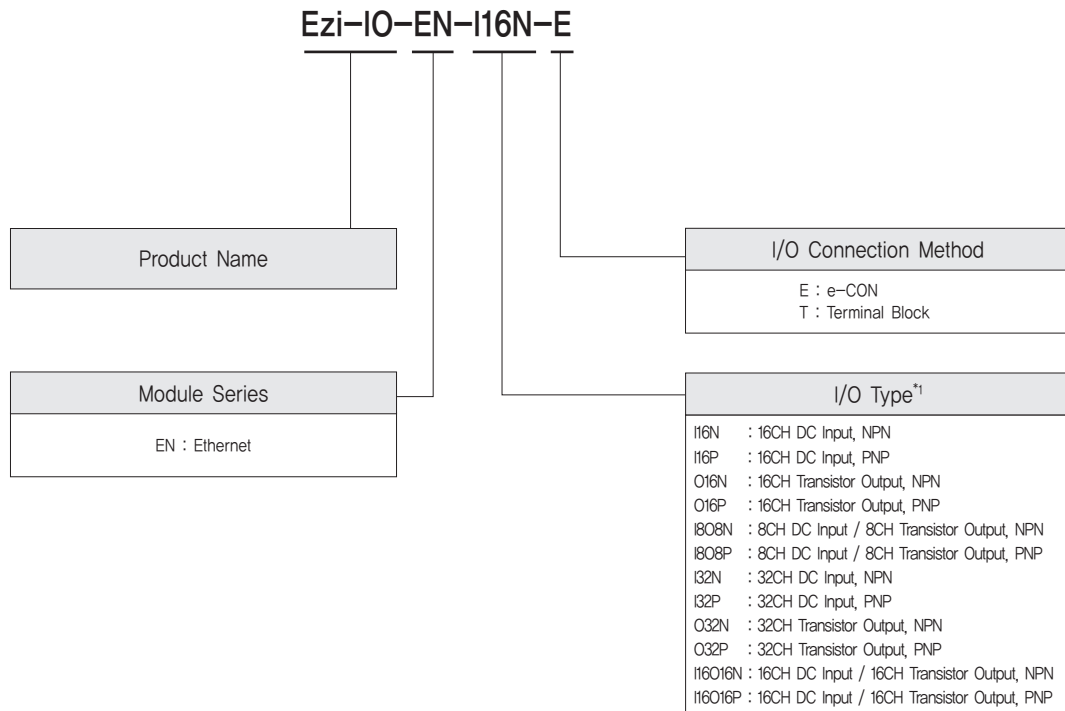 Ezi-IO-EN-I16N-E
Product Name
I/O Connection Method
E : e-CON
T : Terminal Block
Module Series
EN : Ethernet
I/O Type*1
I16N : 16CH DC Input, NPN
I16P : 16CH DC Input, PNP
O16N : 16CH Transistor Output, NPN
O16P : 16CH Transistor Output, PNP
I8O8N : 8CH DC Input / 8CH Transistor Output, NPN
I8O8P : 8CH DC Input / 8CH Transistor Output, PNP
I32N : 32CH DC Input, NPN
I32P : 32CH DC Input, PNP
O32N : 32CH Transistor Output, NPN
O32P : 32CH Transistor Output, PNP
I16O16N : 16CH DC Input / 16CH Transistor Output, NPN
I16O16P : 16CH DC Input / 16CH Transistor Output, PNP